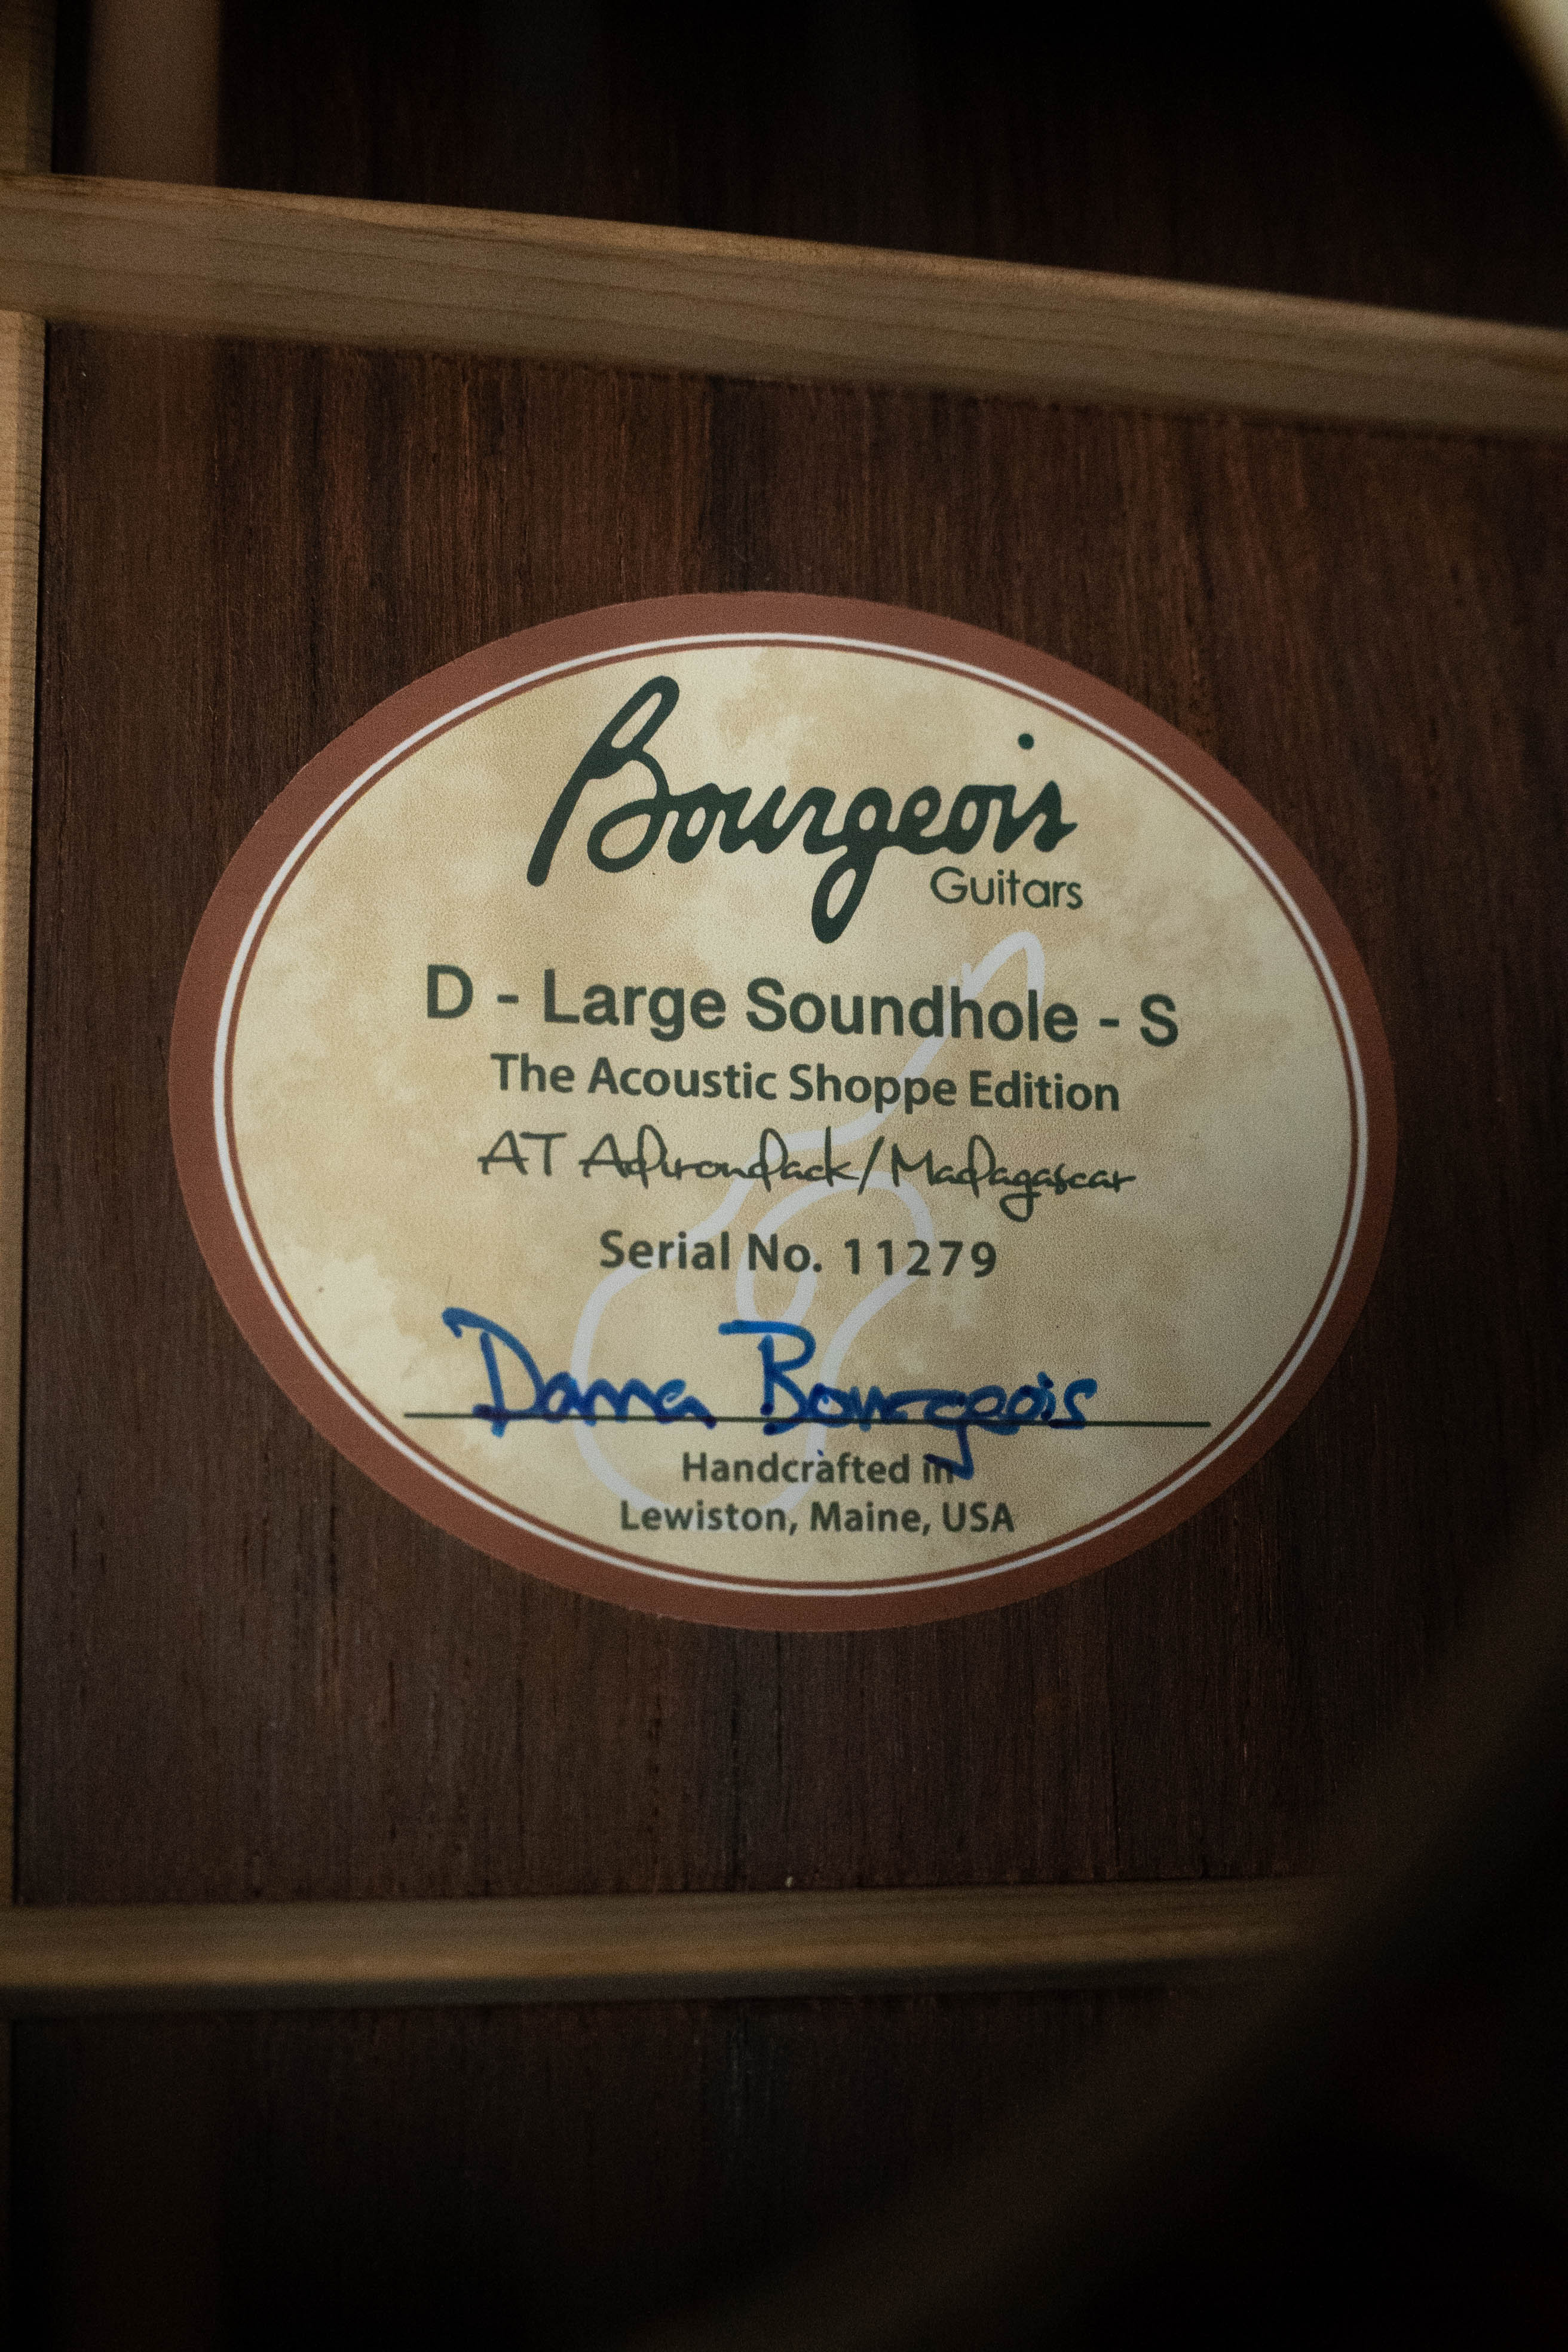 Bourgeois
Guitars
D - Large Soundhole - S
The Acoustic Shoppe Edition
AT Adirondack/Madagascar
Serial No. 11279
Dana Bourgeois
Handcrafted in
Lewiston, Maine, USA